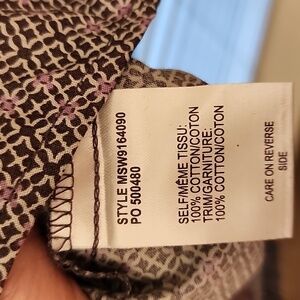 STYLE MSW9164090
PO 500480
SELF/MÊME TISSU:
100% COTTON/COTON
TRIM/GARNITURE:
100% COTTON/COTON
CARE ON REVERSE
SIDE